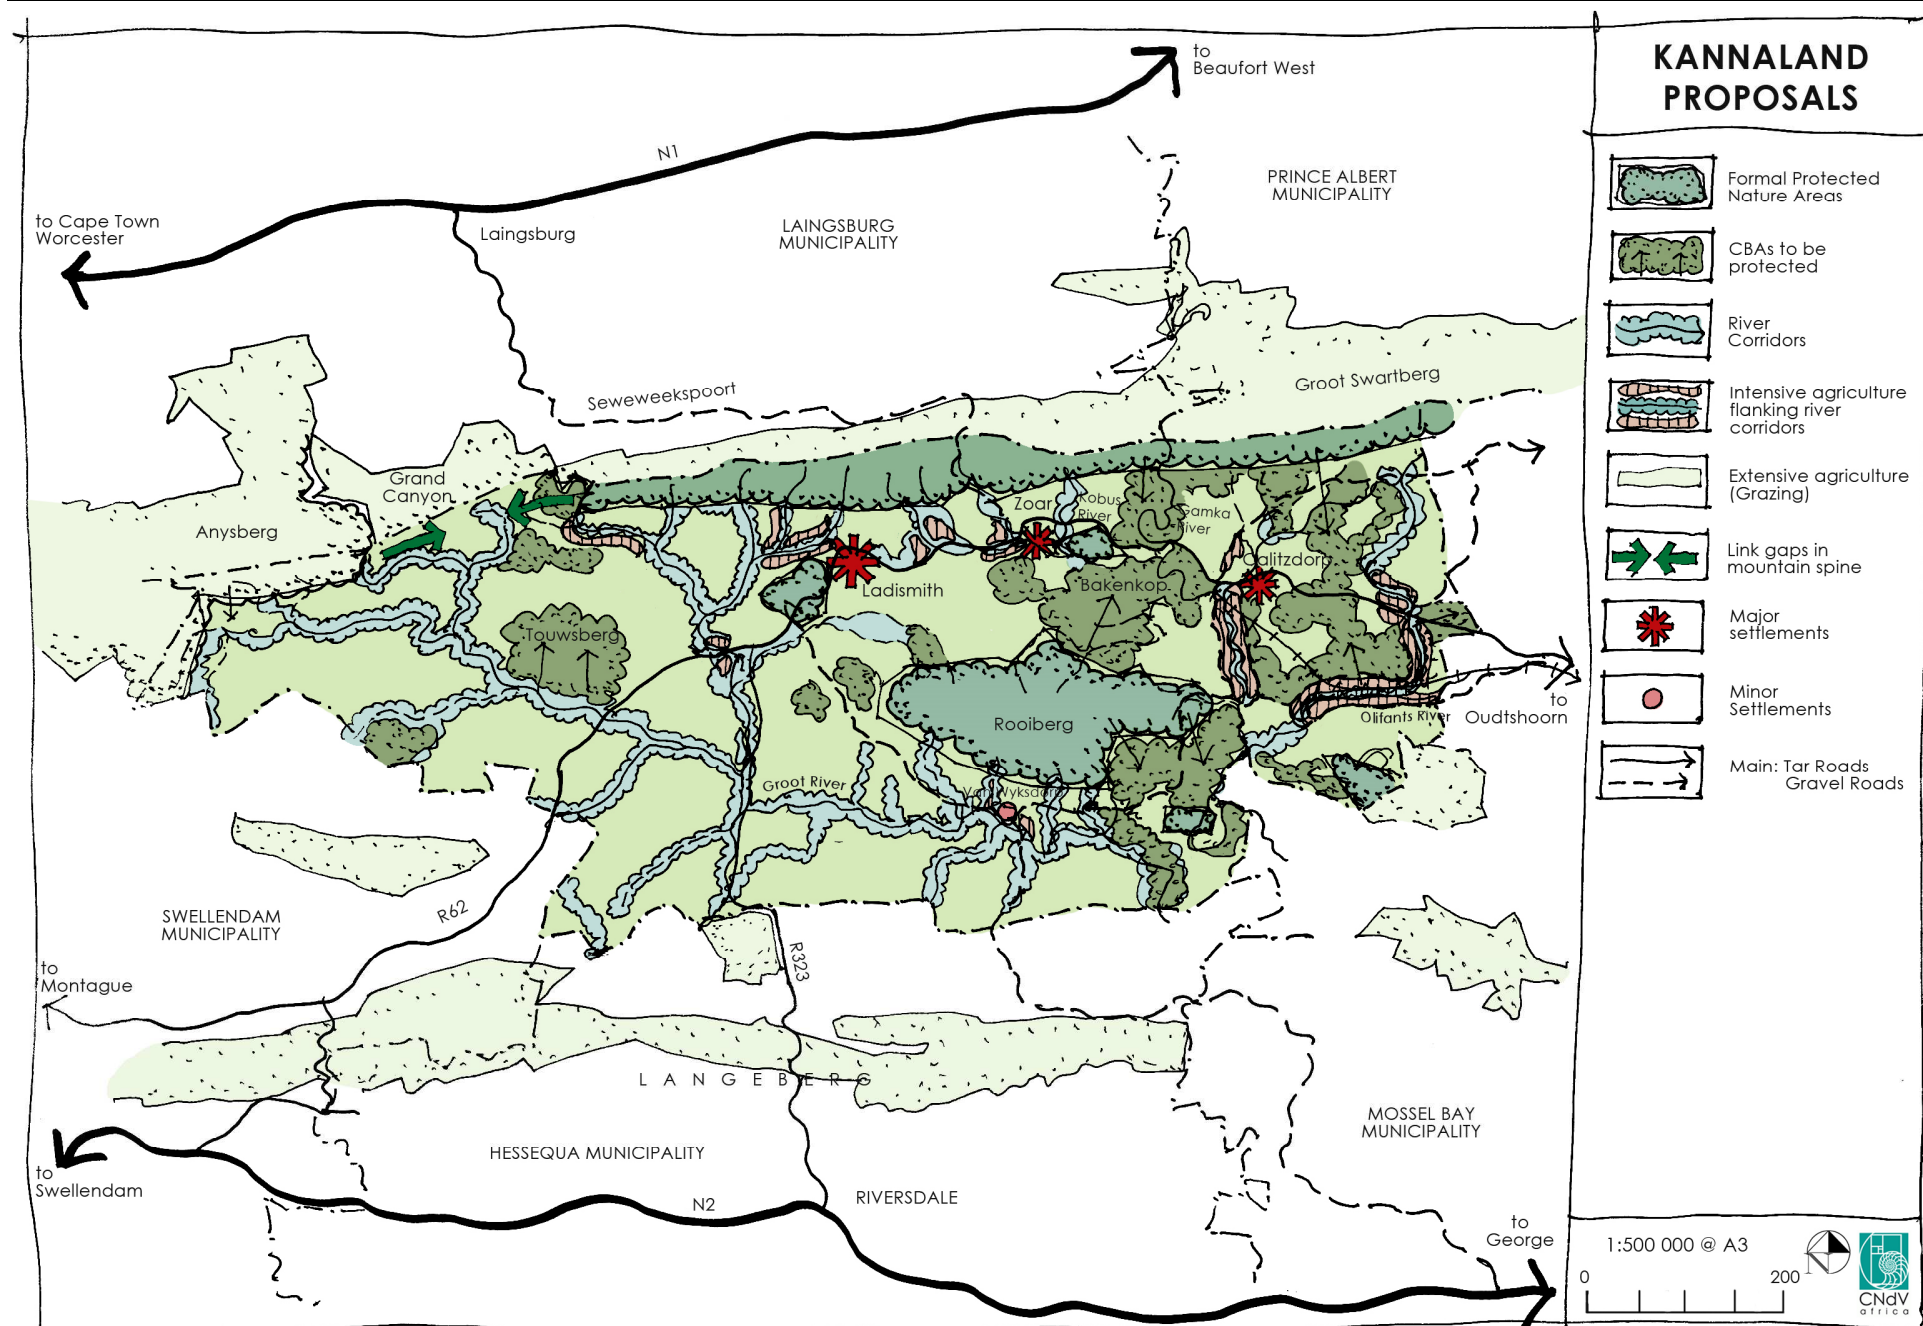 KANNALAND
PROPOSALS
Formal Protected
Nature Areas
CBAs to be
protected
River
Corridors
Intensive agriculture
flanking river
corridors
Extensive agriculture
(Grazing)
Link gaps in
mountain spine
Major
settlements
Minor
Settlements
Main: Tar Roads
Gravel Roads
1:500 000 @ A3
N
0
200
CNdV
africa
to
Beaufort West
N1
PRINCE ALBERT
MUNICIPALITY
to Cape Town
Worcester
Laingsburg
LAINGSBURG
MUNICIPALITY
Seweweekspoort
Groot Swartberg
Grand
Canyon
Anysberg
Zoar
Kobus
River
Gamka
River
Calitzdorp
Ladismith
Bakenkop
Touwsberg
Rooiberg
Olifants River
to
Oudtshoorn
Groot River
Van Wyksdorp
SWELLENDAM
MUNICIPALITY
R62
R323
to
Montague
LANGEBERG
HESSEQUA MUNICIPALITY
MOSSEL BAY
MUNICIPALITY
to
Swellendam
N2
RIVERSDALE
to
George